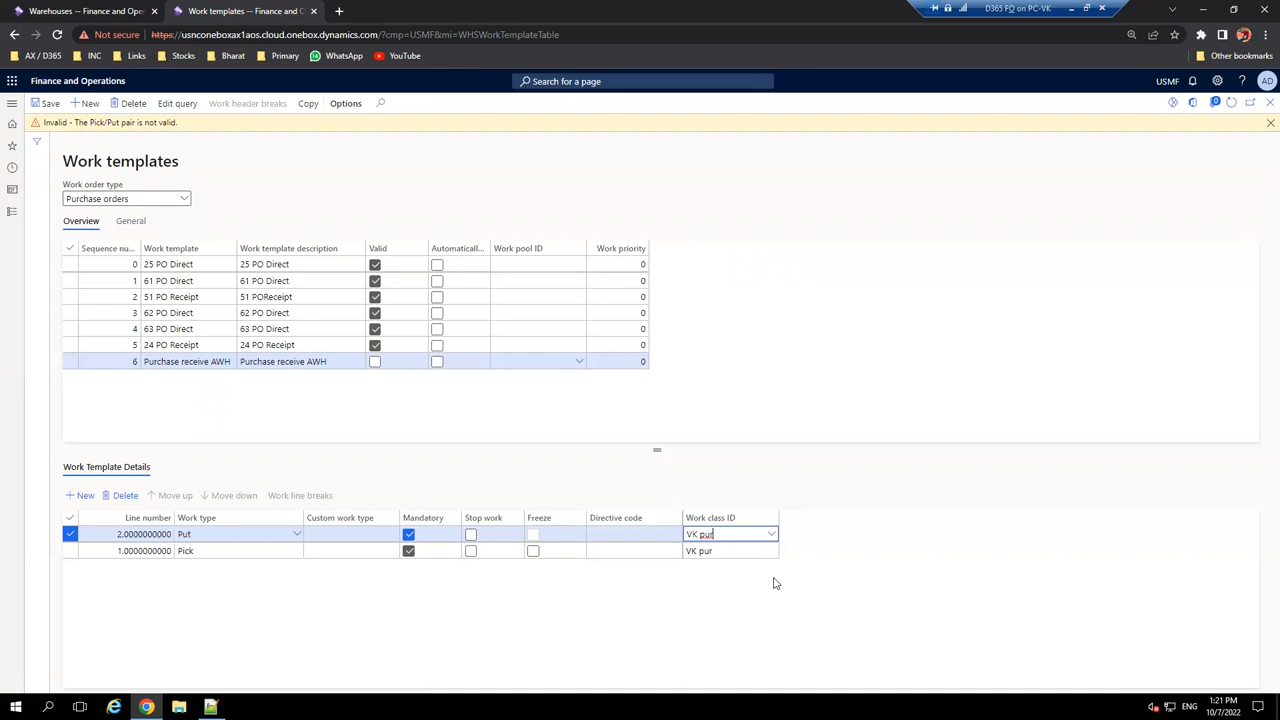 Warehouses -- Finance and Oper
Work templates -- Finance and O
D365 FO on PC-VK
Not secure
https://usnconeboxax1aos.cloud.onebox.dynamics.com/?cmp=USMF&mi=WHSWorkTemplateTable
AX / D365
INC
Links
Stocks
Bharat
Primary
WhatsApp
YouTube
Other bookmarks
Finance and Operations
Search for a page
USMF
AD
Save
New
Delete
Edit query
Work header breaks
Copy
Options
0
Invalid - The Pick/Put pair is not valid.
Work templates
Work order type
Purchase orders
Overview General
Sequence nu... Work template Work template description Valid Automaticall... Work pool ID Work priority
0 25 PO Direct 25 PO Direct 0
1 61 PO Direct 61 PO Direct 0
2 51 PO Receipt 51 POReceipt 0
3 62 PO Direct 62 PO Direct 0
4 63 PO Direct 63 PO Direct 0
5 24 PO Receipt 24 PO Receipt 0
6 Purchase receive AWH Purchase receive AWH 0
Work Template Details
New Delete Move up Move down Work line breaks
Line number Work type Custom work type Mandatory Stop work Freeze Directive code Work class ID
2.0000000000 Put VK pur
1.0000000000 Pick VK pur
ENG
1:21 PM
10/7/2022